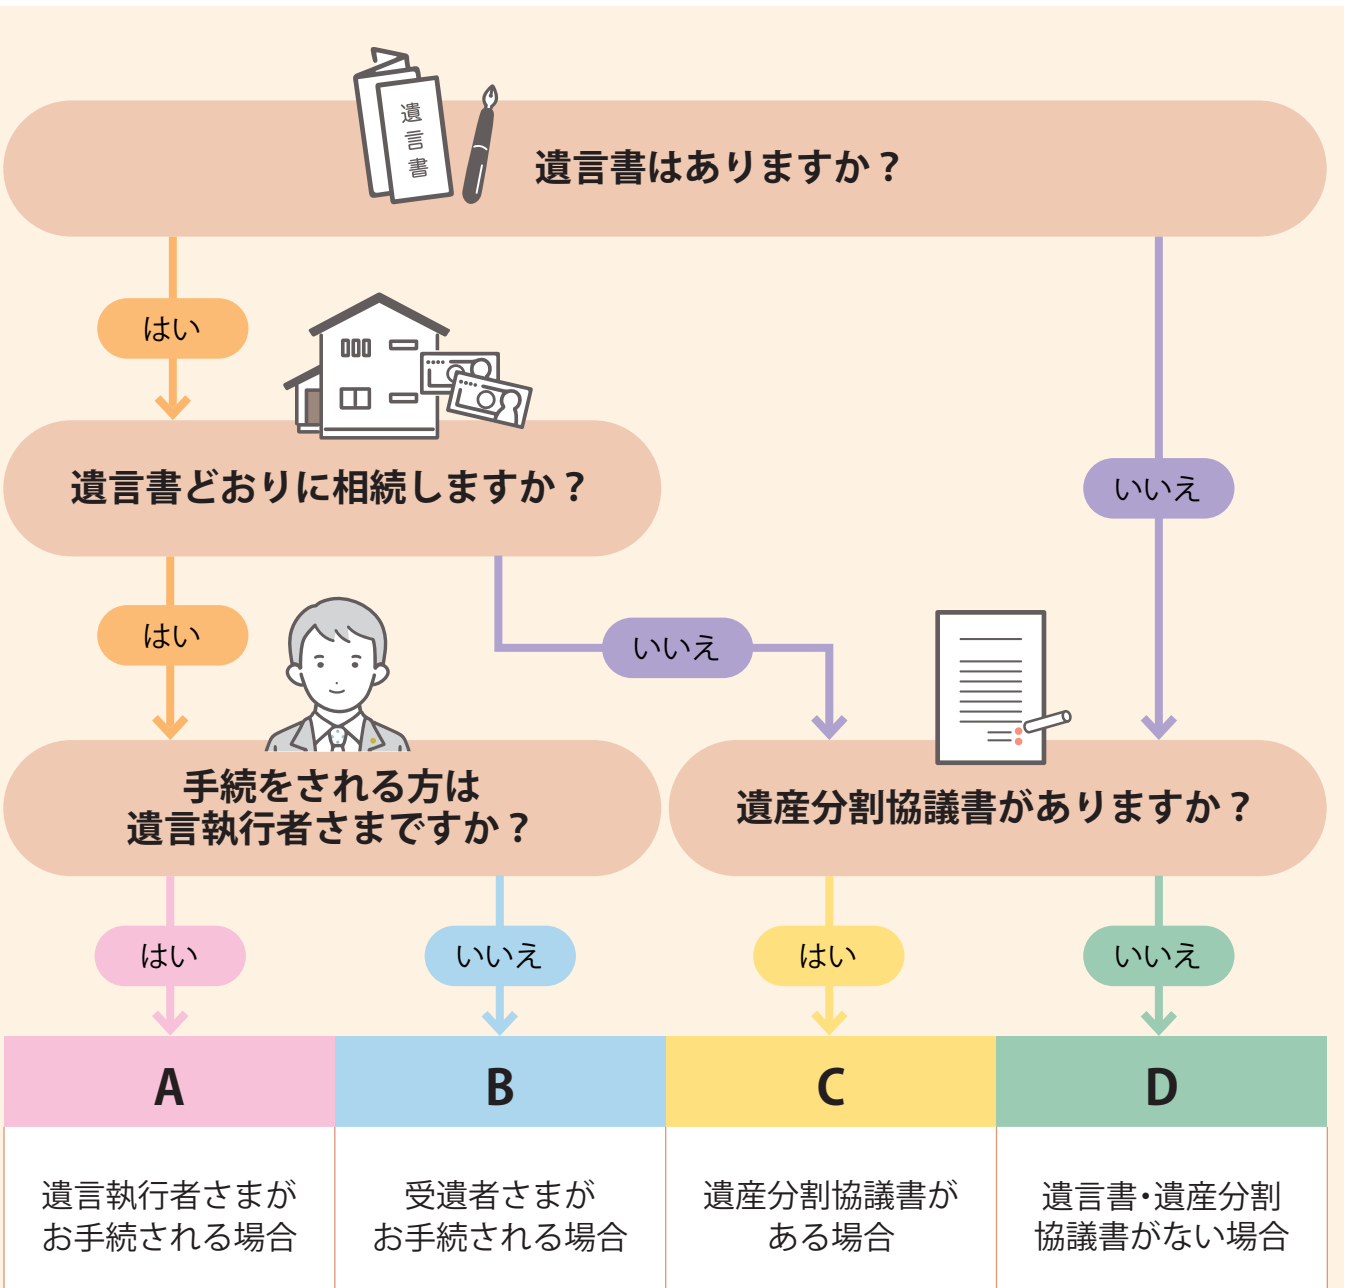 遺言書
遺言書はありますか？
はい
遺言書どおりに相続しますか？
いいえ
はい
いいえ
手続をされる方は
遺言執行者さまですか？
遺産分割協議書がありますか？
はい
いいえ
はい
いいえ
A
B
C
D
遺言執行者さまが
お手続される場合
受遺者さまが
お手続される場合
遺産分割協議書が
ある場合
遺言書・遺産分割
協議書がない場合